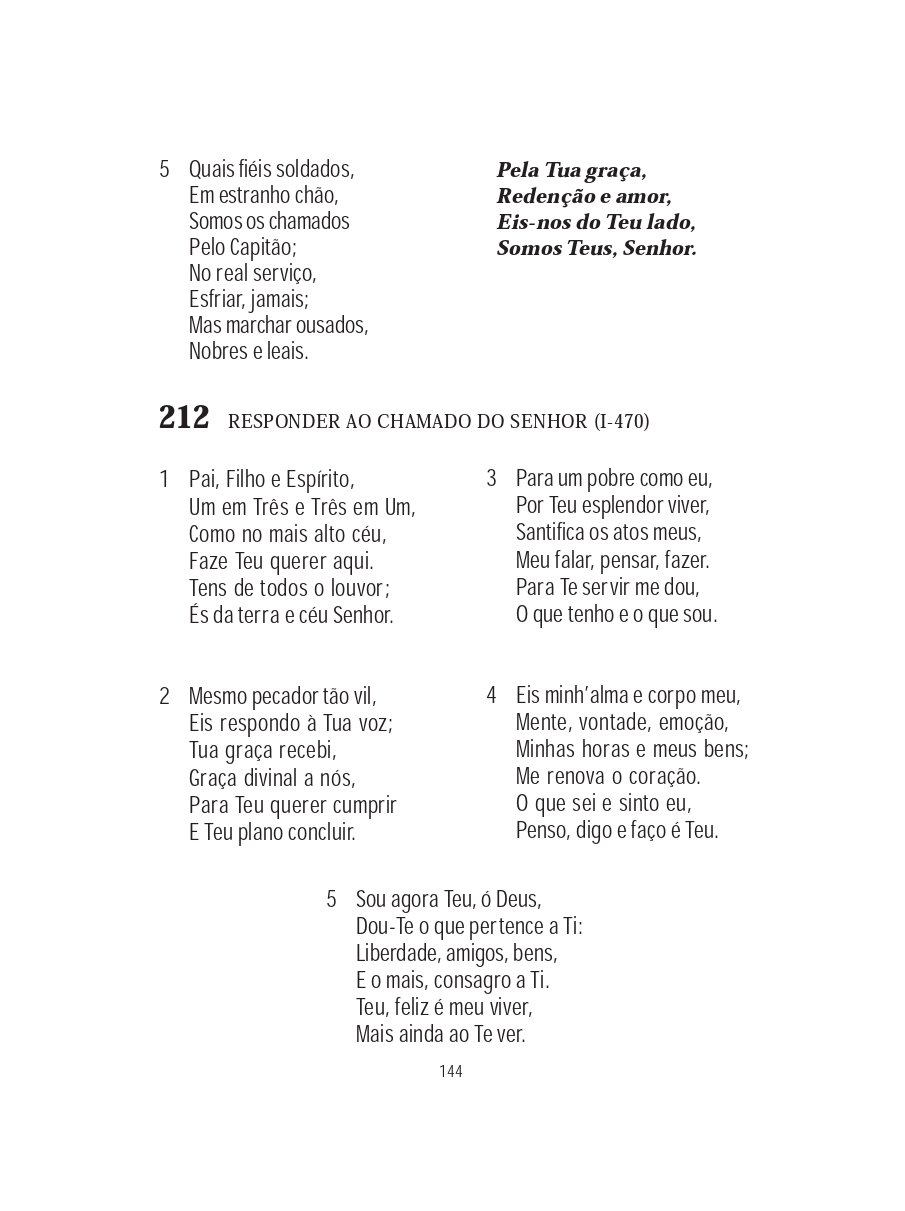 5 Quais fiéis soldados,
Em estranho chão,
Somos os chamados
Pelo Capitão;
No real serviço,
Esfriar, jamais;
Mas marchar ousados,
Nobres e leais.
Pela Tua graça,
Redenção e amor,
Eis-nos do Teu lado,
Somos Teus, Senhor.
212 RESPONDER AO CHAMADO DO SENHOR (I-470)
1 Pai, Filho e Espírito,
Um em Três e Três em Um,
Como no mais alto céu,
Faze Teu querer aqui.
Tens de todos o louvor;
És da terra e céu Senhor.
2 Mesmo pecador tão vil,
Eis respondo à Tua voz;
Tua graça recebi,
Graça divinal a nós,
Para Teu querer cumprir
E Teu plano concluir.
3 Para um pobre como eu,
Por Teu esplendor viver,
Santifica os atos meus,
Meu falar, pensar, fazer.
Para Te servir me dou,
O que tenho e o que sou.
4 Eis minh'alma e corpo meu,
Mente, vontade, emoção,
Minhas horas e meus bens;
Me renova o coração.
O que sei e sinto eu,
Penso, digo e faço é Teu.
5 Sou agora Teu, ó Deus,
Dou-Te o que pertence a Ti:
Liberdade, amigos, bens,
E o mais, consagro a Ti.
Teu, feliz é meu viver,
Mais ainda ao Te ver.
144